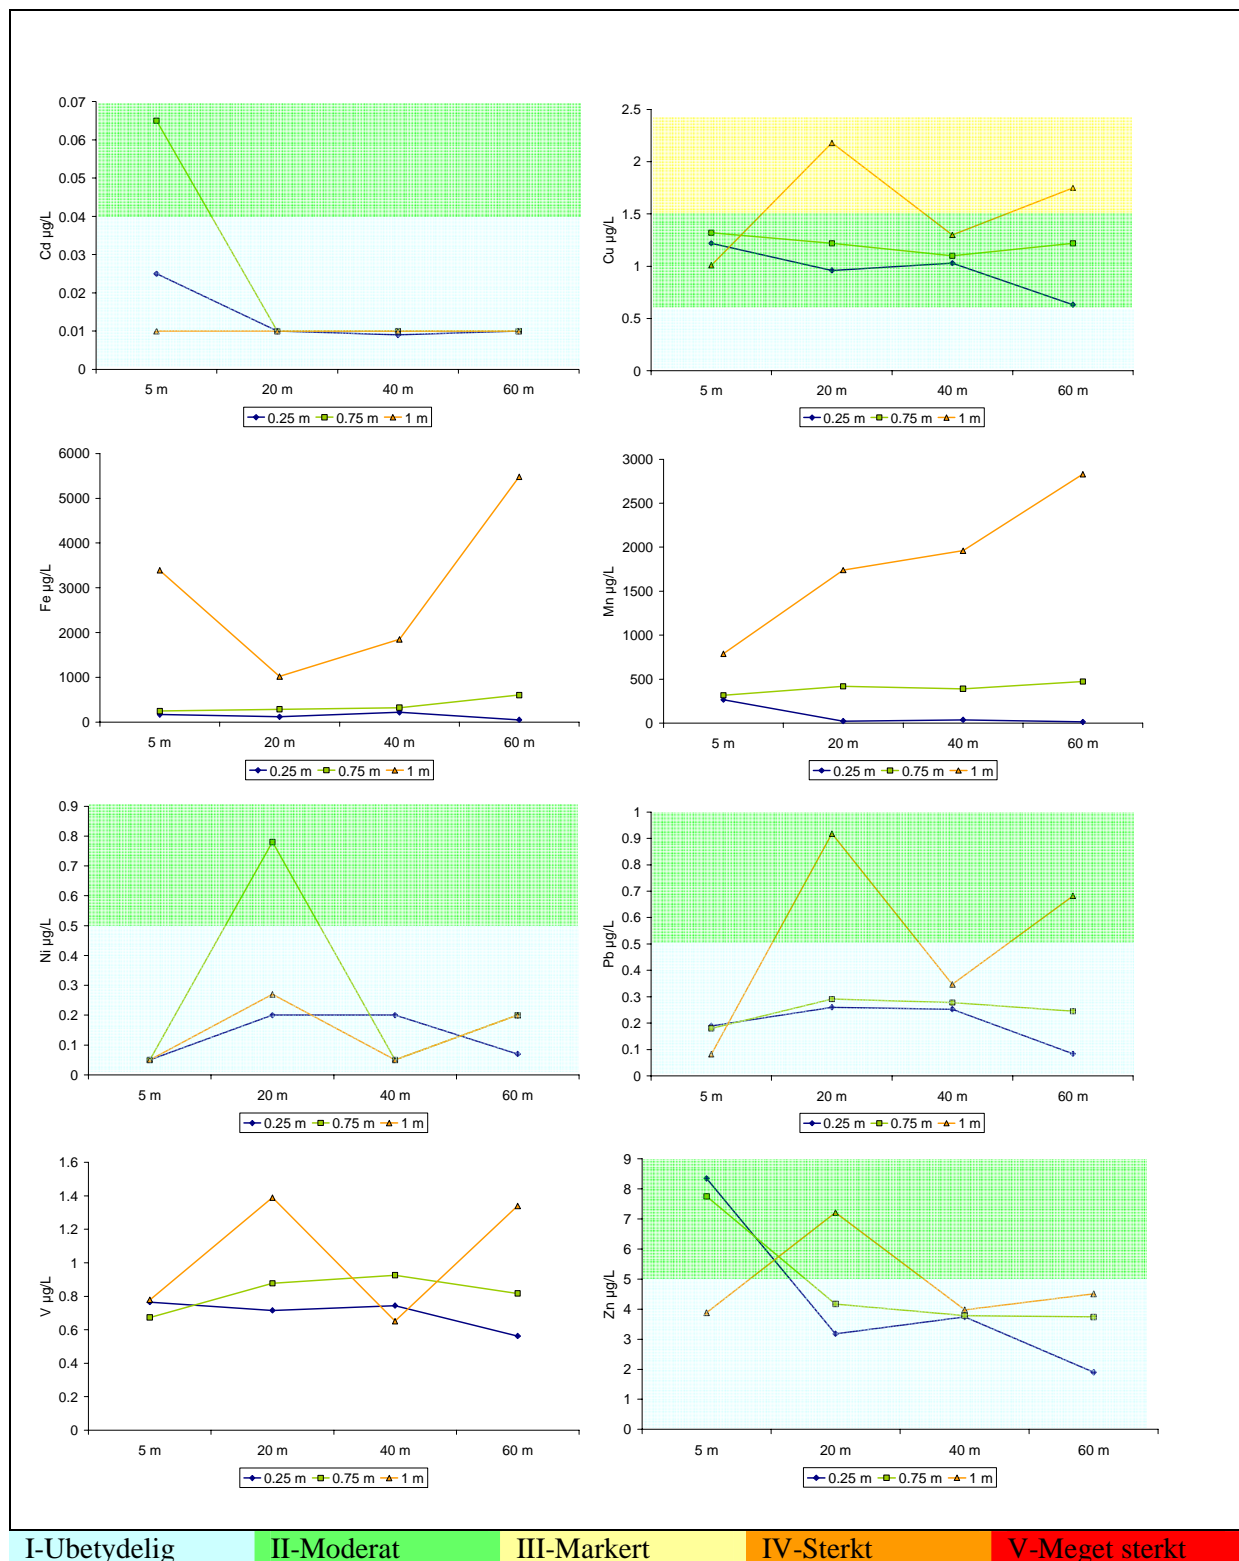 0.07
0.06
0.05
0.04
0.03
0.02
0.01
0
Cd µg/L
5 m 20 m 40 m 60 m
0.25 m 0.75 m 1 m
2.5
2
1.5
1
0.5
0
Cu µg/L
5 m 20 m 40 m 60 m
0.25 m 0.75 m 1 m
6000
5000
4000
3000
2000
1000
0
Fe µg/L
5 m 20 m 40 m 60 m
0.25 m 0.75 m 1 m
3000
2500
2000
1500
1000
500
0
Mn µg/L
5 m 20 m 40 m 60 m
0.25 m 0.75 m 1 m
0.9
0.8
0.7
0.6
0.5
0.4
0.3
0.2
0.1
0
Ni µg/L
5 m 20 m 40 m 60 m
0.25 m 0.75 m 1 m
1
0.9
0.8
0.7
0.6
0.5
0.4
0.3
0.2
0.1
0
Pb µg/L
5 m 20 m 40 m 60 m
0.25 m 0.75 m 1 m
1.6
1.4
1.2
1
0.8
0.6
0.4
0.2
0
V µg/L
5 m 20 m 40 m 60 m
0.25 m 0.75 m 1 m
9
8
7
6
5
4
3
2
1
0
Zn µg/L
5 m 20 m 40 m 60 m
0.25 m 0.75 m 1 m
I-Ubetydelig II-Moderat III-Markert IV-Sterkt V-Meget sterkt